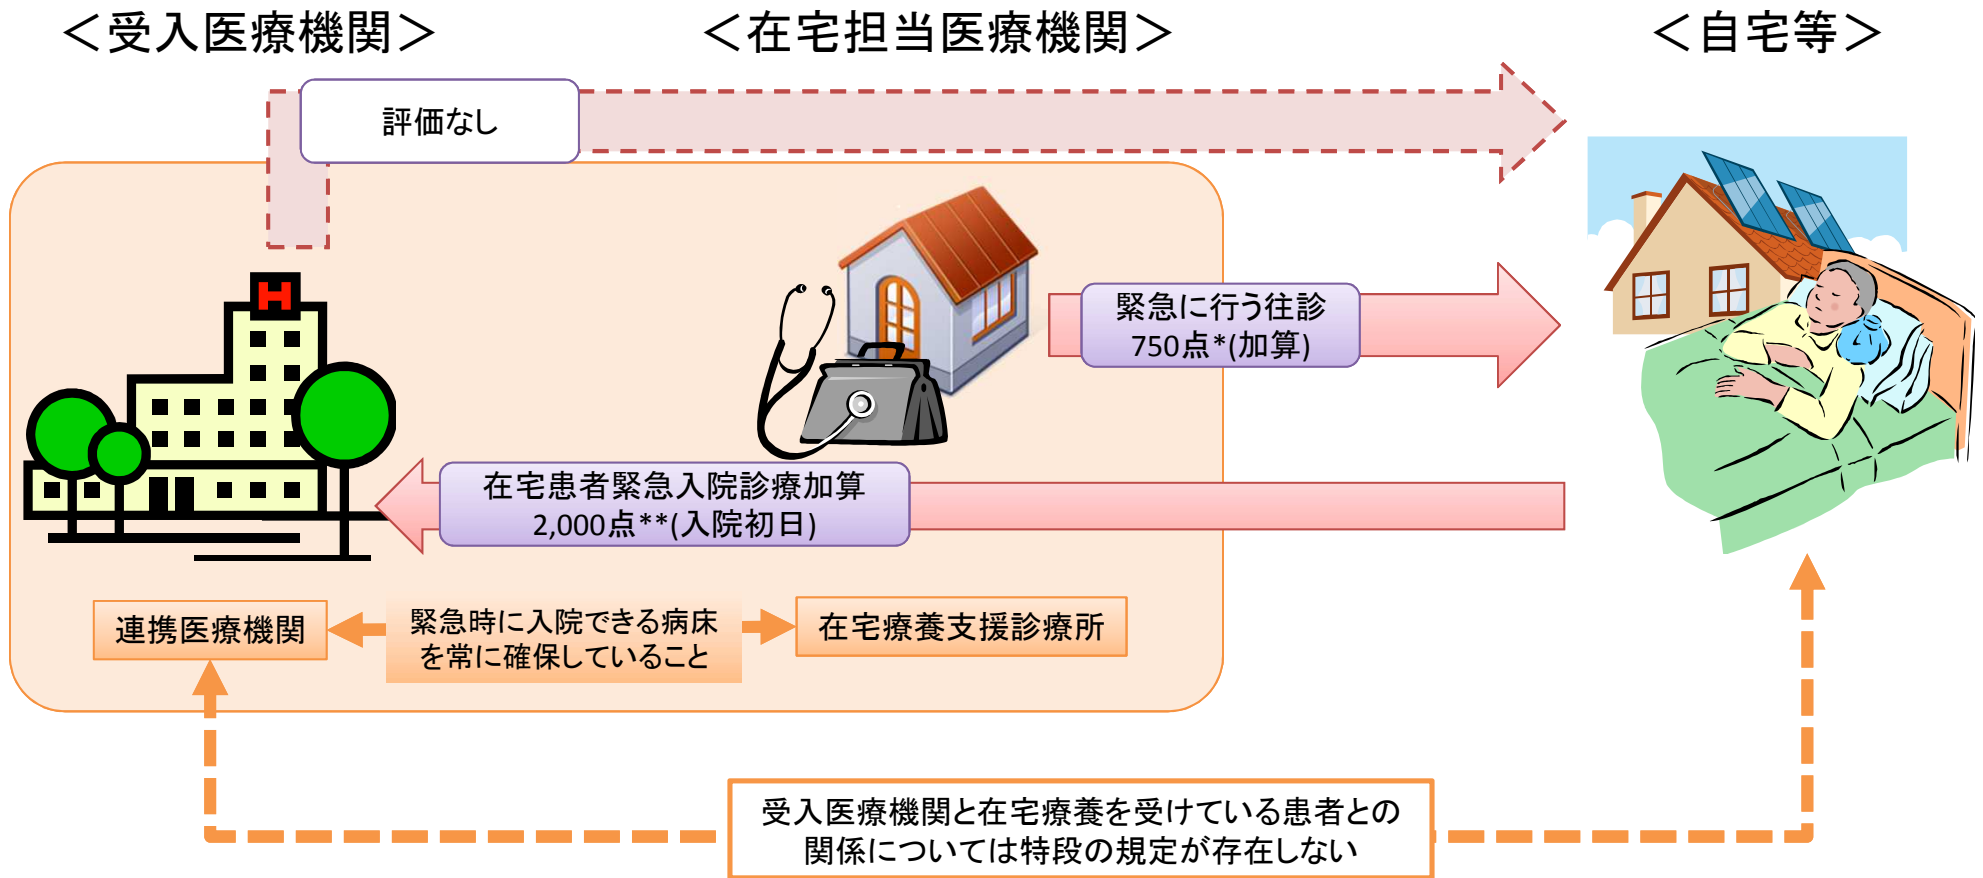 ＜受入医療機関＞
＜在宅担当医療機関＞
＜自宅等＞
評価なし
H
緊急に行う往診
750点*(加算)
在宅患者緊急入院診療加算
2,000点**(入院初日)
連携医療機関
緊急時に入院できる病床
を常に確保していること
在宅療養支援診療所
受入医療機関と在宅療養を受けている患者との
関係については特段の規定が存在しない